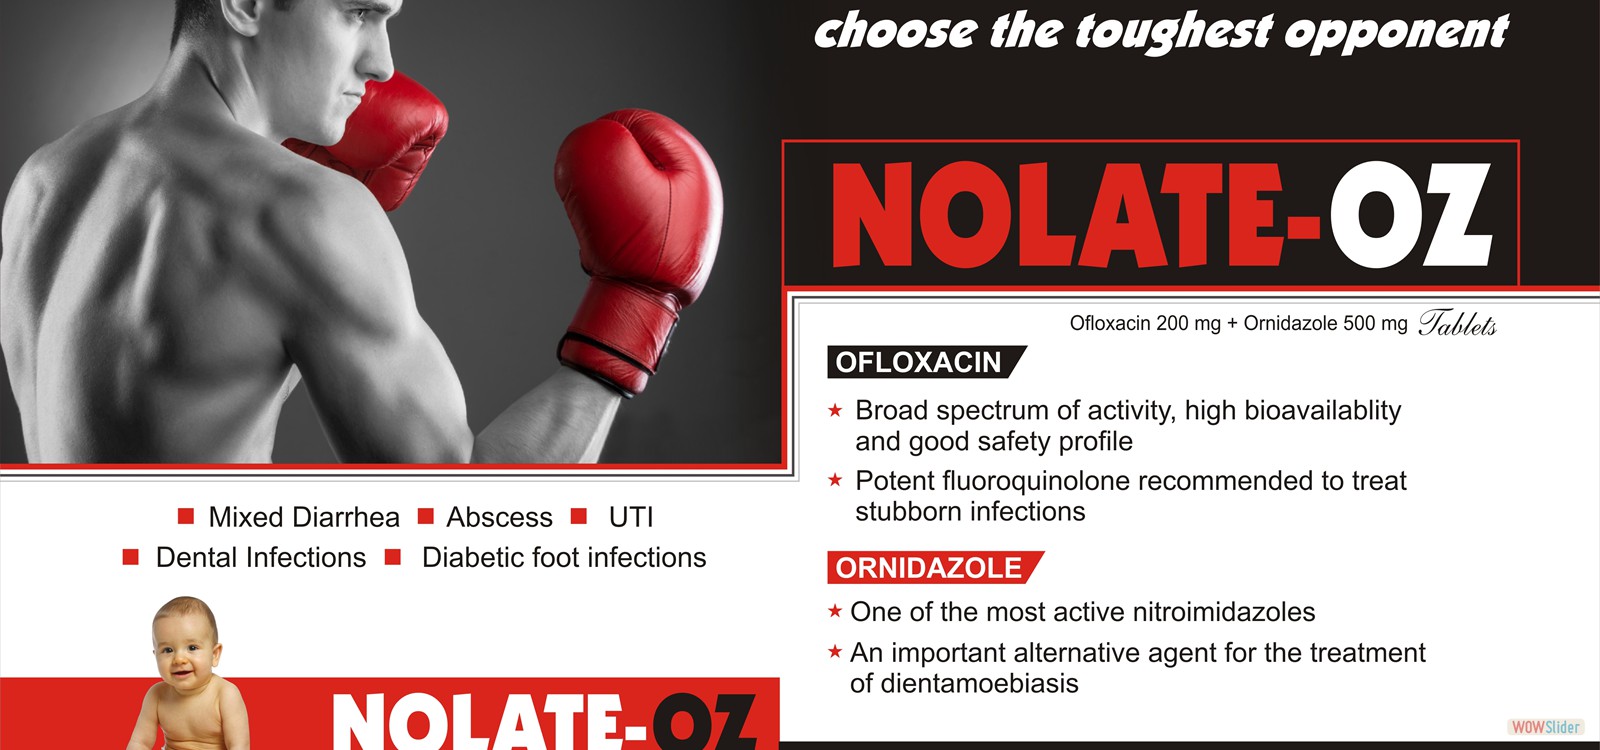 choose the toughest opponent
NOLATE-OZ
Ofloxacin 200 mg + Ornidazole 500 mg Tablets
OFLOXACIN
★ Broad spectrum of activity, high bioavailablity
and good safety profile
★ Potent fluoroquinolone recommended to treat
stubborn infections
ORNIDAZOLE
★ One of the most active nitroimidazoles
★ An important alternative agent for the treatment
of dientamoebiasis
■ Mixed Diarrhea ■ Abscess ■ UTI
■ Dental Infections ■ Diabetic foot infections
NOLATE-OZ
WOWSlider